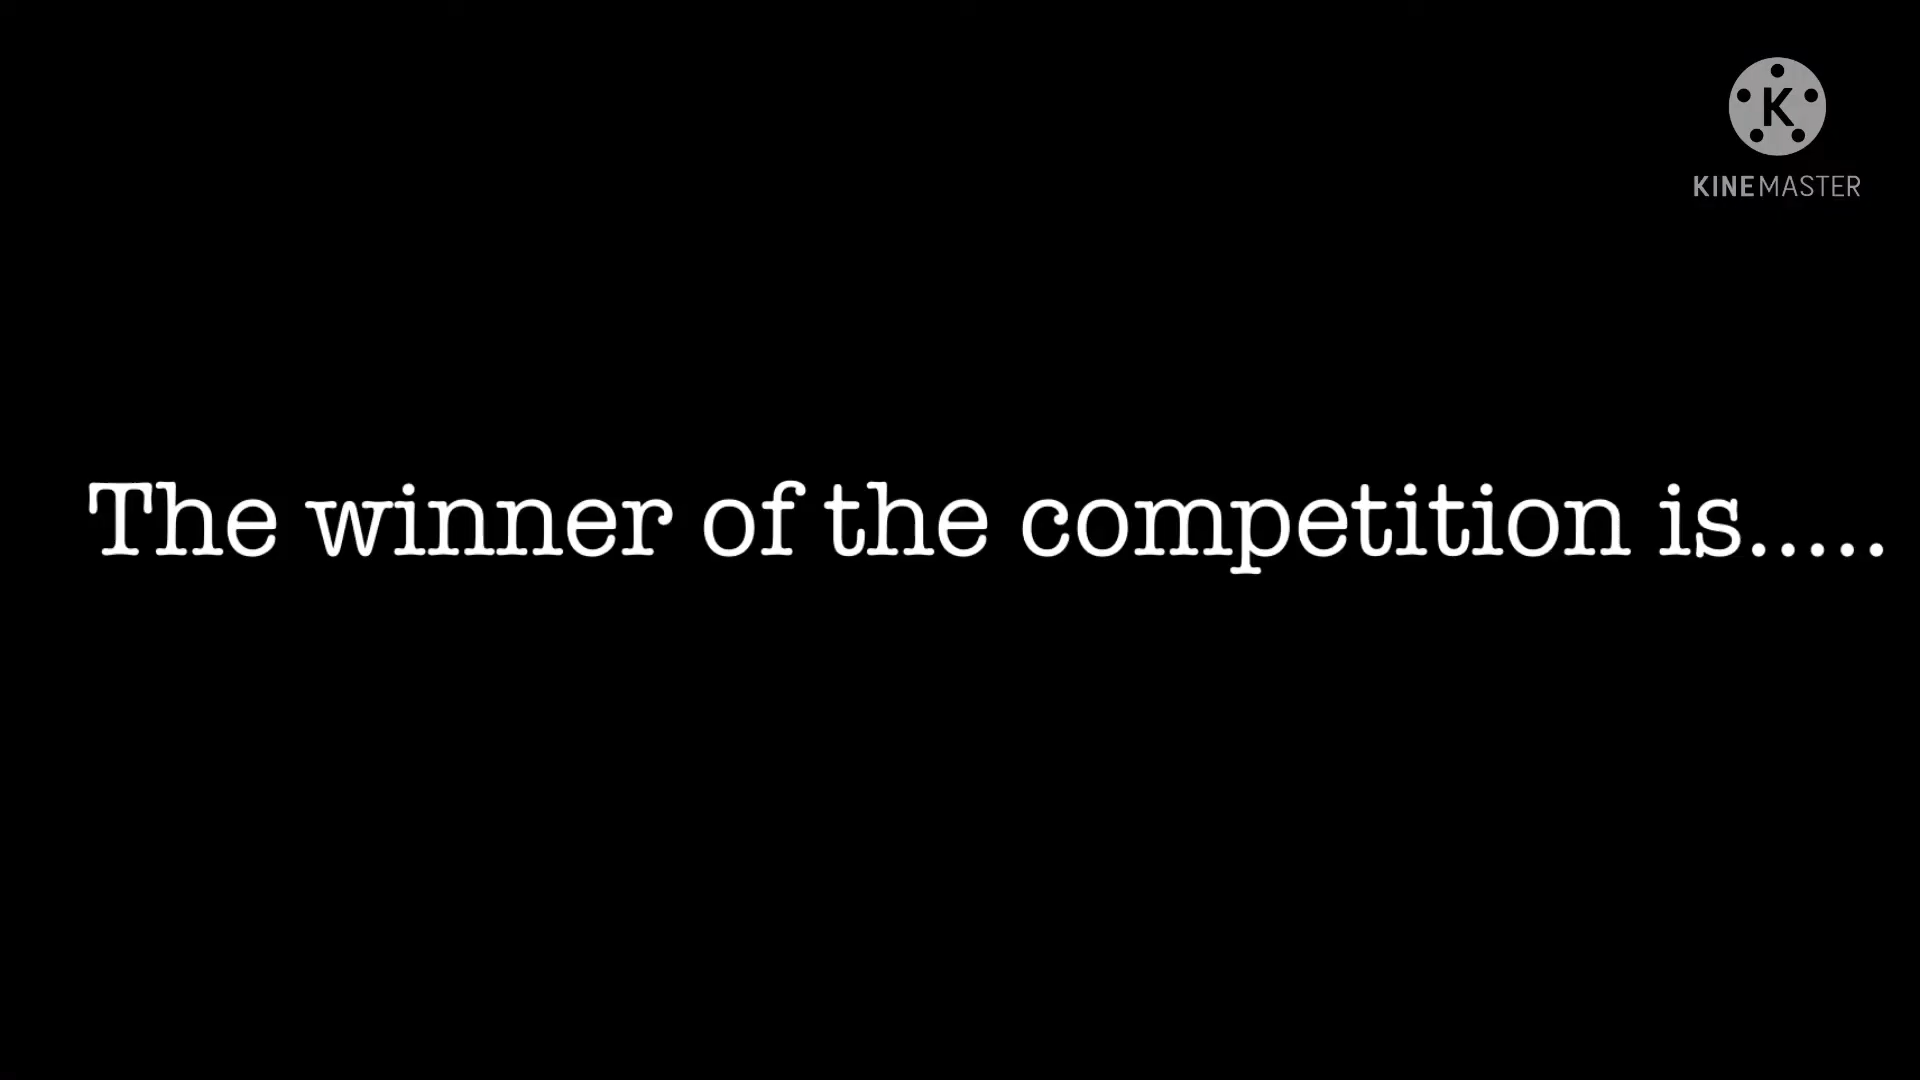 K
KINEMASTER
The winner of the competition is.....